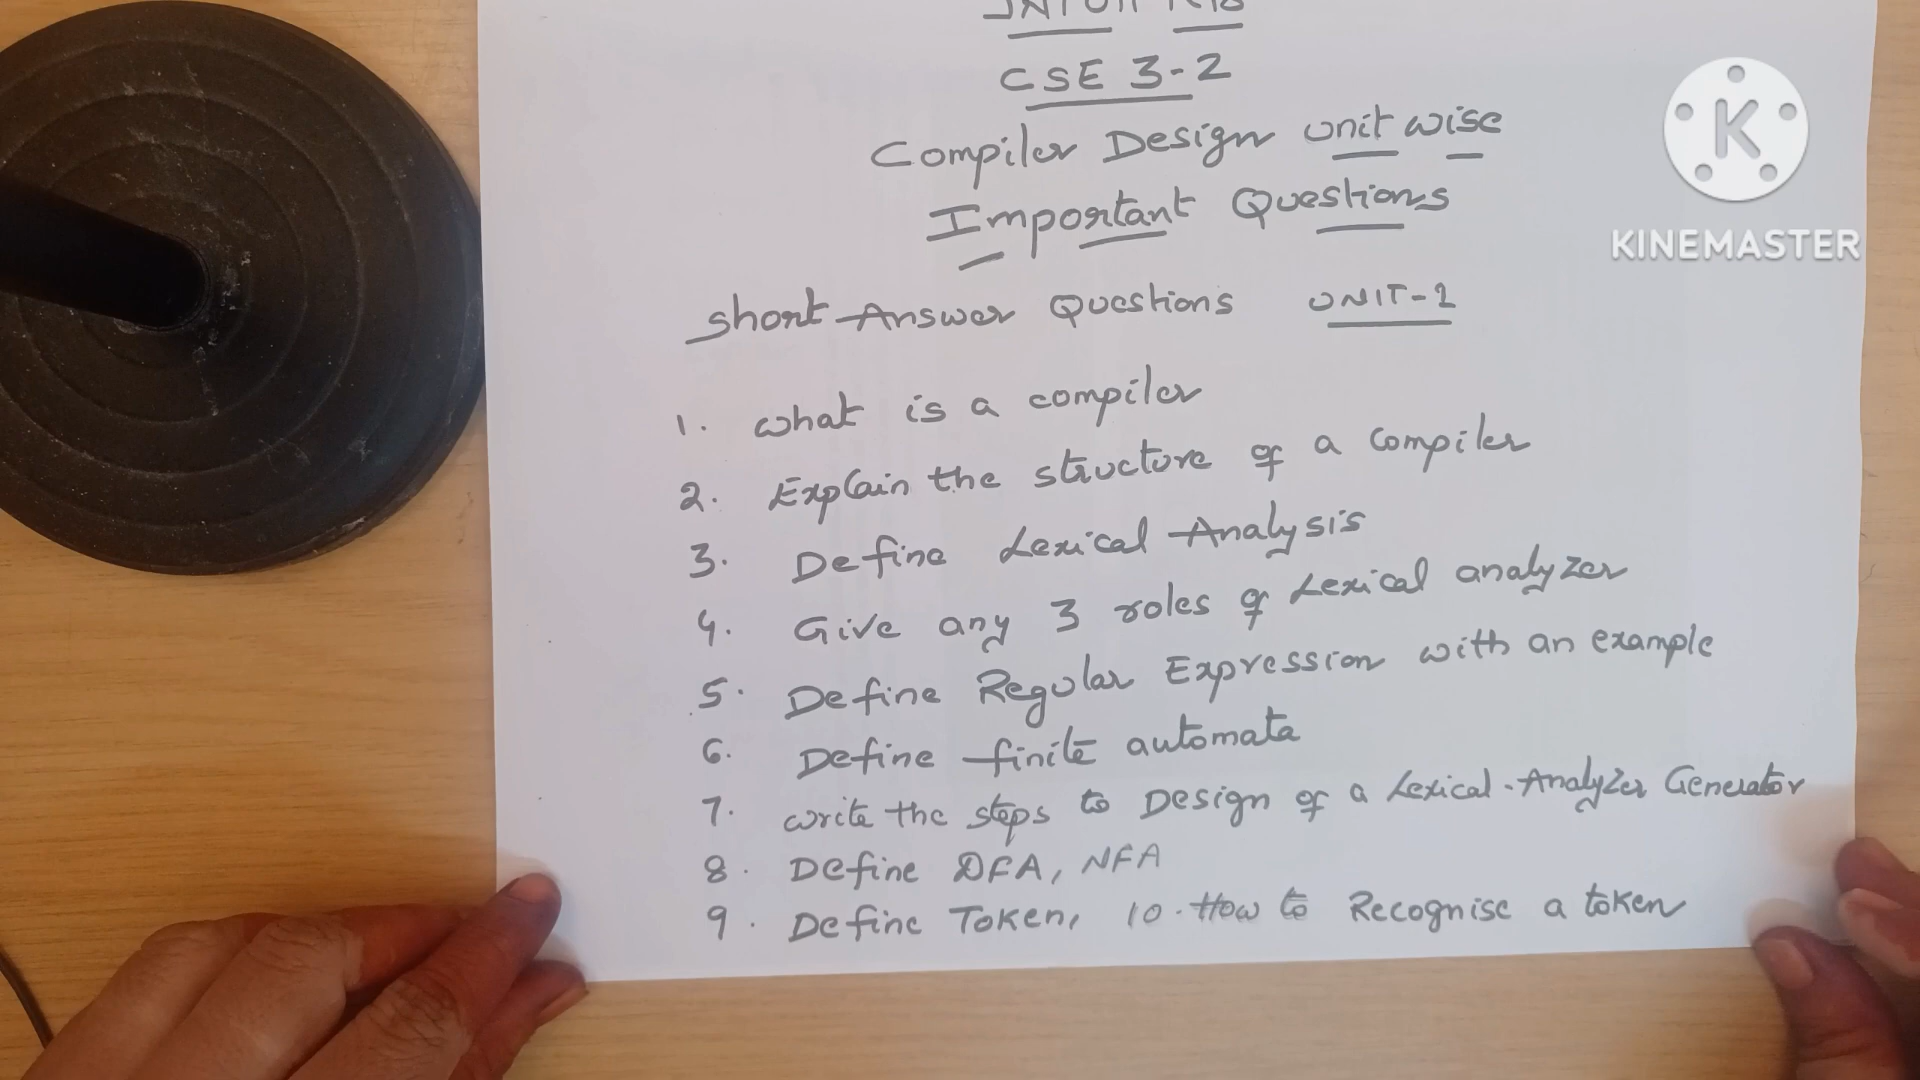 CSE 3-2
Compiler Design unit wise
Important Questions
Short Answer Questions UNIT-1
1. what is a compiler
2. Explain the structure of a compiler
3. Define Lexical Analysis
4. Give any 3 roles of Lexical analyzer
5. Define Regular Expression with an example
6. Define finite automata
7. write the steps to Design of a Lexical-Analyzer Generator
8. Define DFA, NFA
9. Define Token, 10. How to Recognise a token
K
KINEMASTER